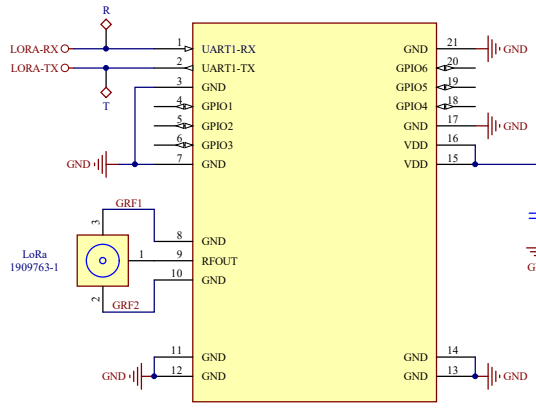 R
LORA-RX
1
UART1-RX
GND
21
GND
LORA-TX
2
UART1-TX
GPIO6
20
T
3
GND
GPIO5
19
4
GPIO1
GPIO4
18
5
GPIO2
GND
17
GND
6
GPIO3
VDD
16
GND
7
GND
VDD
15
GRF1
3
8
GND
LoRa
1909763-1
1
9
RFOUT
2
10
GND
GRF2
11
GND
GND
14
GND
12
GND
GND
13
GND